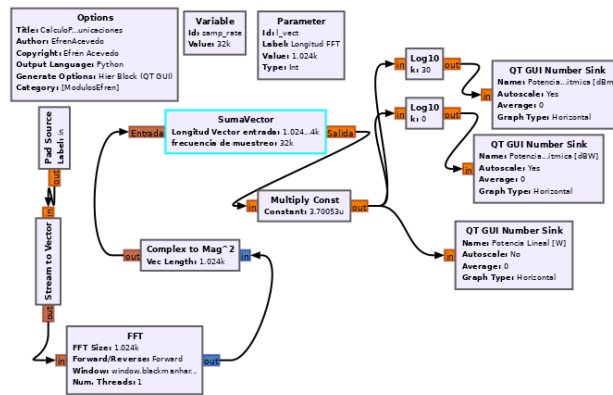 Options
Title: CalculoP...unicaciones
Author: EfrenAcevedo
Copyright: Efrén Acevedo
Output Language: Python
Generate Options: Hier Block (QT GUI)
Category: [ModulosEfren]
Variable
Id: samp_rate
Value: 32k
Parameter
Id: l_vect
Label: Longitud FFT
Value: 1.024k
Type: Int
Pad Source
Label: in
out
in
Stream to Vector
out
in
FFT
FFT Size: 1.024k
Forward/Reverse: Forward
Window: window.blackmanhar...
Num. Threads: 1
out
out
Complex to Mag^2
Vec Length: 1.024k
in
Entrada
SumaVector
Longitud Vector entrada: 1.024...4k
frecuencia de muestreo: 32k
Salida
in
Multiply Const
Constant: 3.70053u
out
in
Log10
k: 30
out
in
Log10
k: 0
out
in
QT GUI Number Sink
Name: Potencia...itmica [dBm]
Autoscale: Yes
Average: 0
Graph Type: Horizontal
in
QT GUI Number Sink
Name: Potencia...itmica [dBW]
Autoscale: Yes
Average: 0
Graph Type: Horizontal
in
QT GUI Number Sink
Name: Potencia Lineal [W]
Autoscale: No
Average: 0
Graph Type: Horizontal